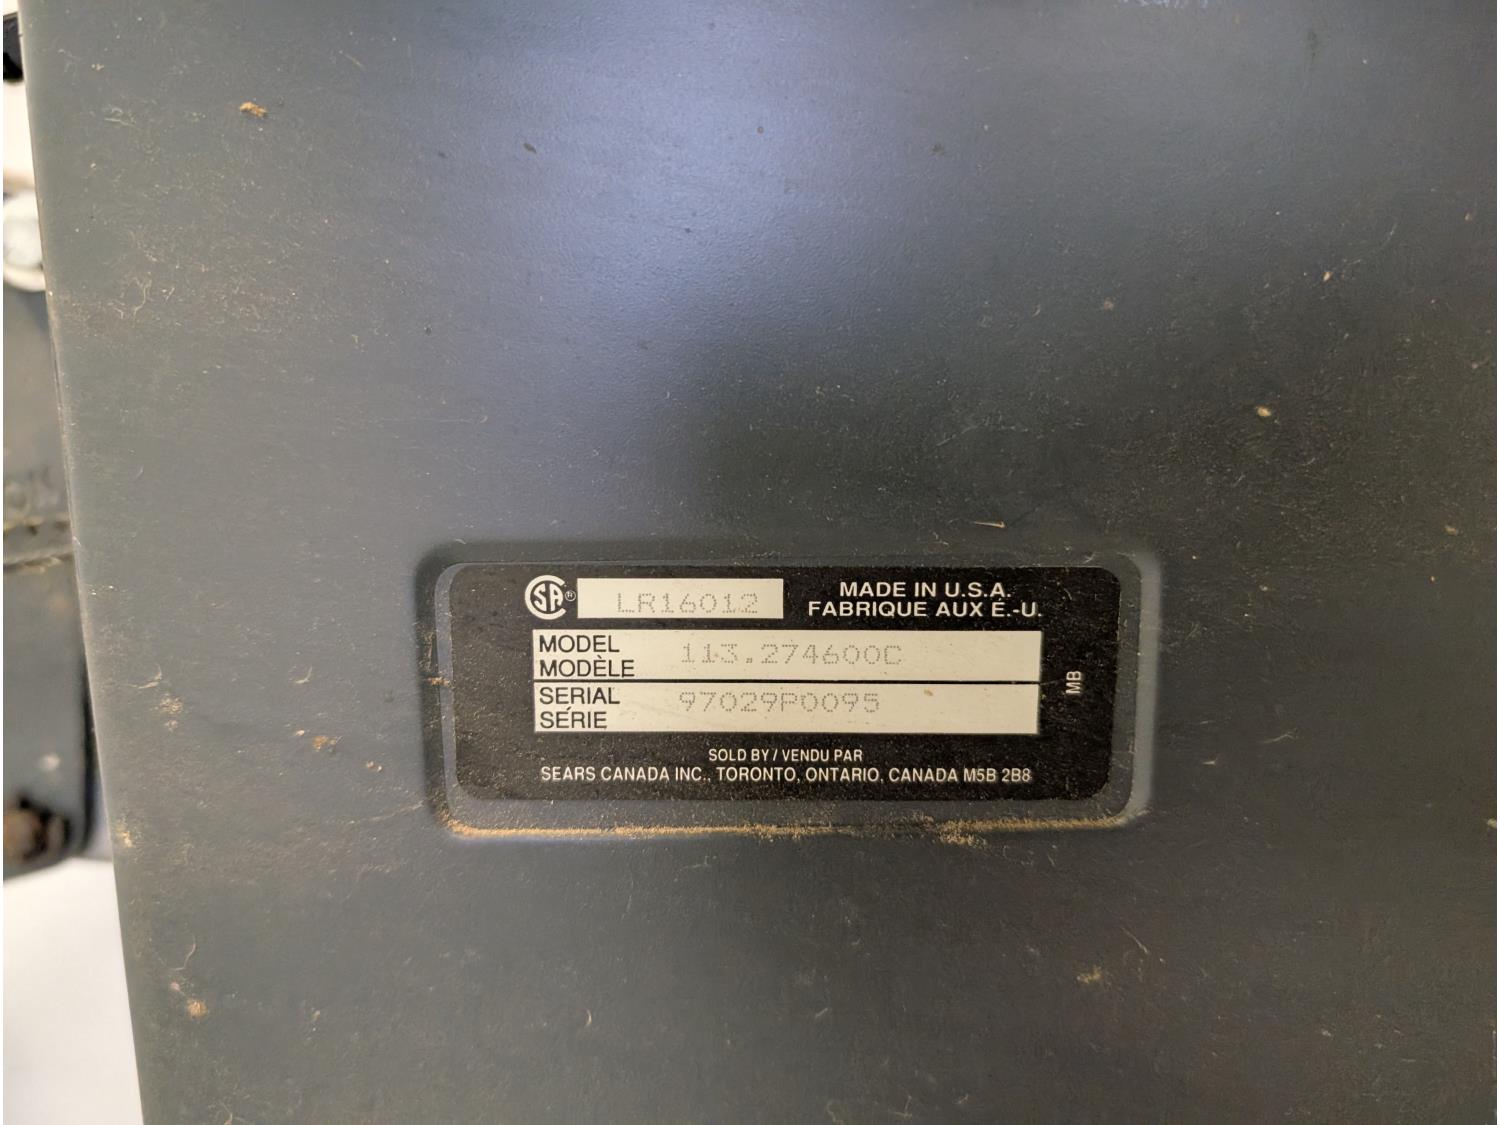 SA® LR16012 MADE IN U.S.A.
FABRIQUE AUX É.-U.
MODEL
MODÈLE 113.274600C
SERIAL
SÉRIE 97029P0095
MB
SOLD BY / VENDU PAR
SEARS CANADA INC., TORONTO, ONTARIO, CANADA M5B 2B8